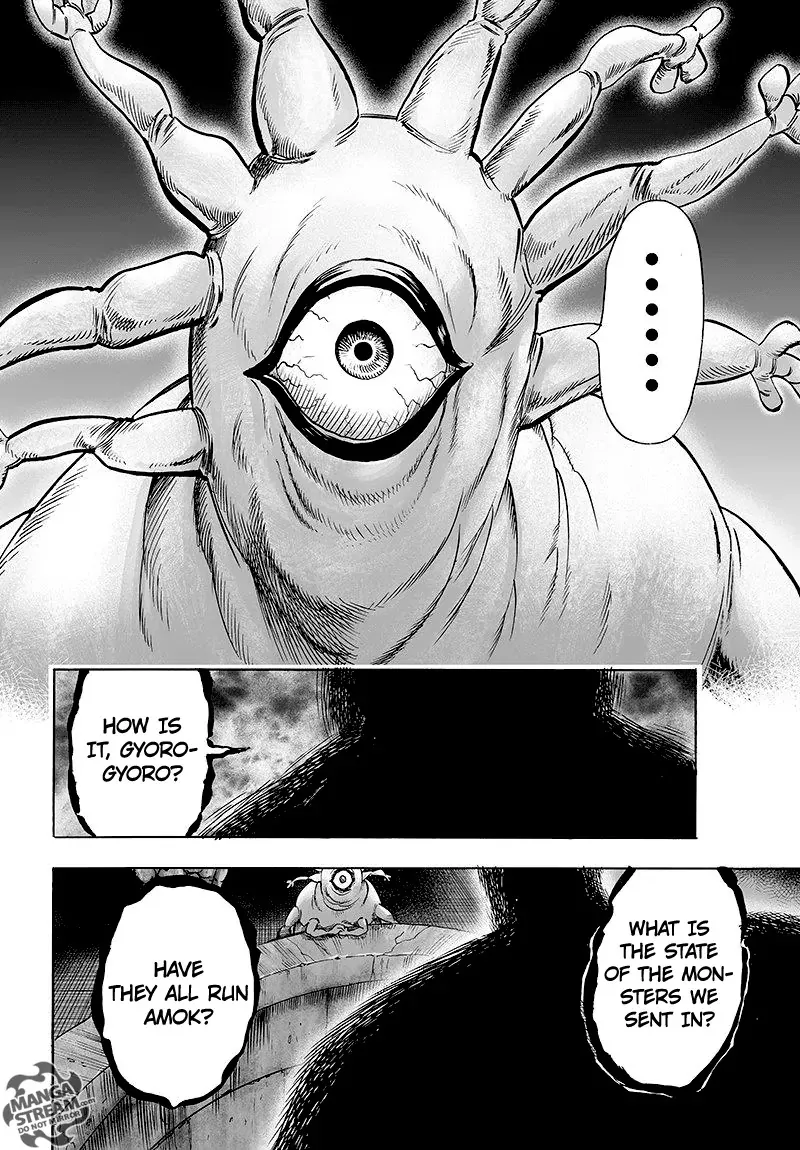 ......
HOW IS
IT, GYORO-
GYORO?
WHAT IS
THE STATE
OF THE MON-
STERS WE
SENT IN?
HAVE
THEY ALL RUN
AMOK?
MANGA
STREAM.COM
DO NOT MIRROR